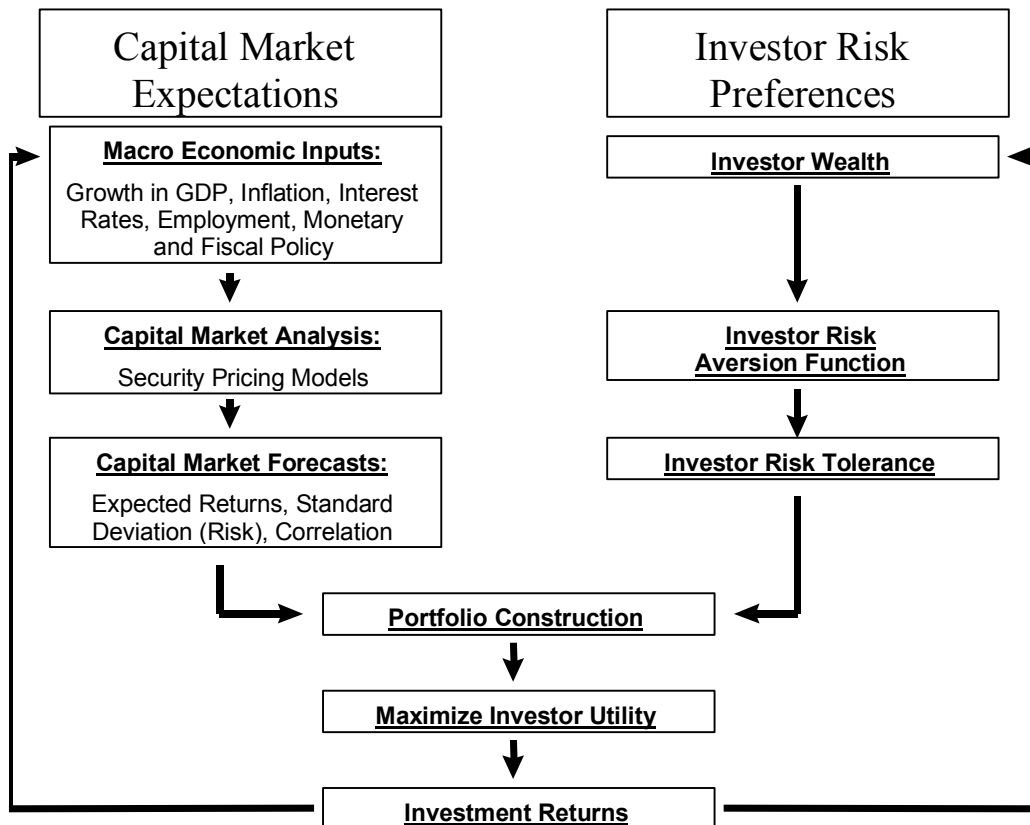 Capital Market
Expectations
Macro Economic Inputs:
Growth in GDP, Inflation, Interest
Rates, Employment, Monetary
and Fiscal Policy
Capital Market Analysis:
Security Pricing Models
Capital Market Forecasts:
Expected Returns, Standard
Deviation (Risk), Correlation
Investor Risk
Preferences
Investor Wealth
Investor Risk
Aversion Function
Investor Risk Tolerance
Portfolio Construction
Maximize Investor Utility
Investment Returns